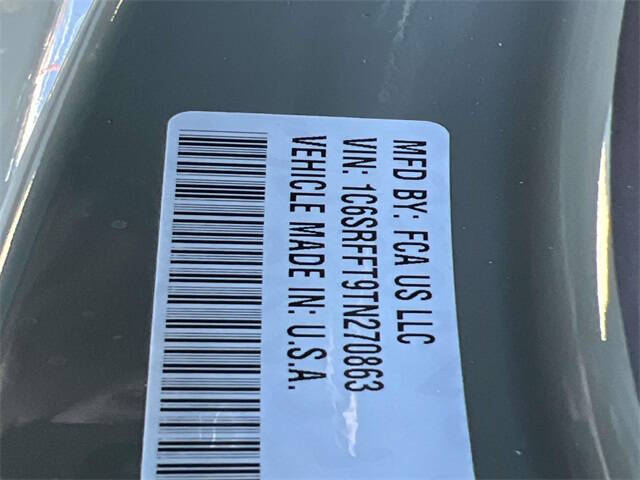 MFD BY: FCA US LLC
VIN: 1C6SRFFT9TN270863
VEHICLE MADE IN: U.S.A.